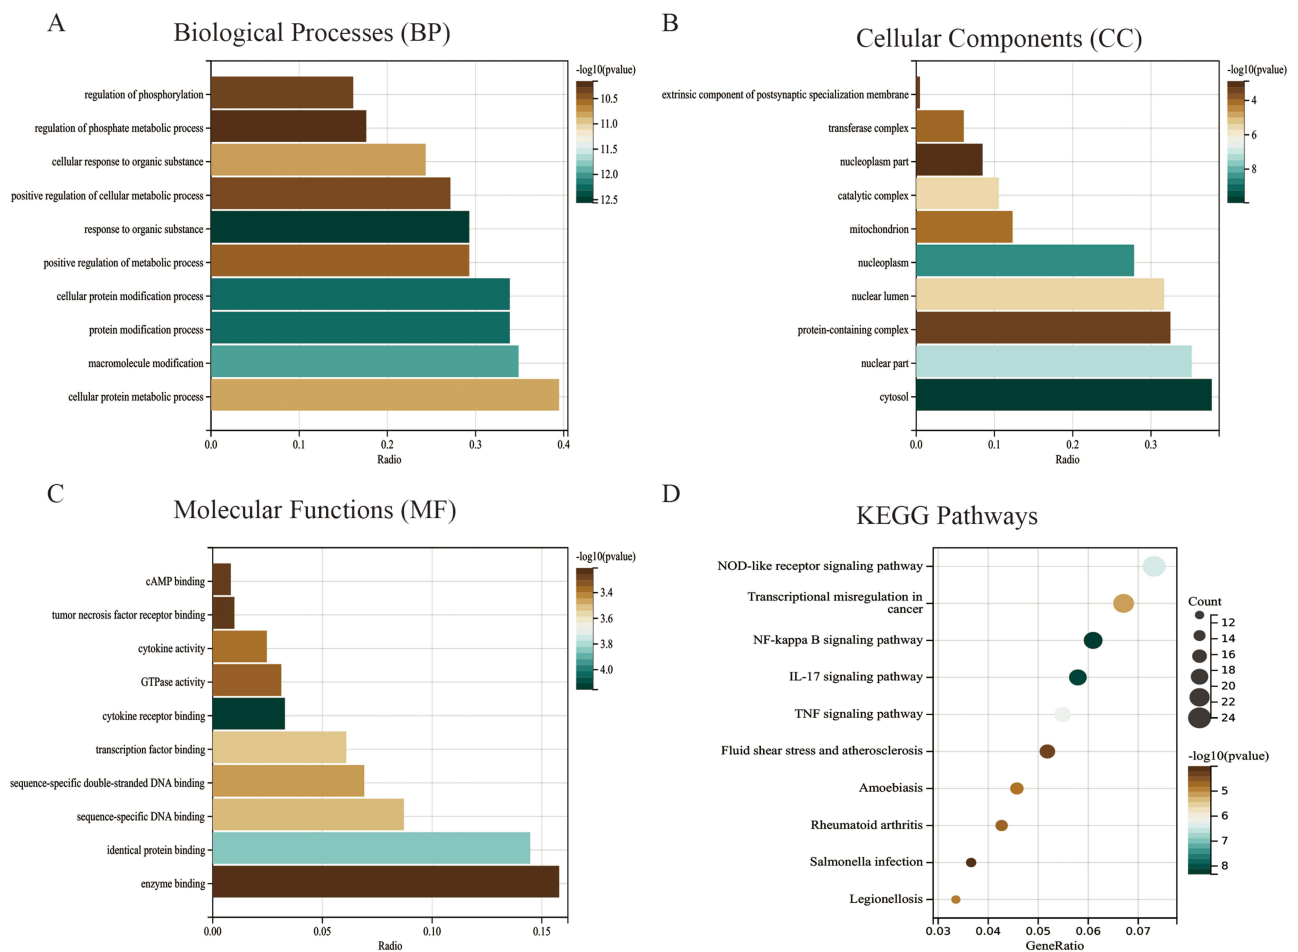 A
Biological Processes (BP)
-log10(pvalue)
10.5
11.0
11.5
12.0
12.5
regulation of phosphorylation
regulation of phosphate metabolic process
cellular response to organic substance
positive regulation of cellular metabolic process
response to organic substance
positive regulation of metabolic process
cellular protein modification process
protein modification process
macromolecule modification
cellular protein metabolic process
0.0
0.1
0.2
0.3
0.4
Radio
B
Cellular Components (CC)
-log10(pvalue)
4
6
8
extrinsic component of postsynaptic specialization membrane
transferase complex
nucleoplasm part
catalytic complex
mitochondrion
nucleoplasm
nuclear lumen
protein-containing complex
nuclear part
cytosol
0.0
0.1
0.2
0.3
Radio
C
Molecular Functions (MF)
-log10(pvalue)
3.4
3.6
3.8
4.0
cAMP binding
tumor necrosis factor receptor binding
cytokine activity
GTPase activity
cytokine receptor binding
transcription factor binding
sequence-specific double-stranded DNA binding
sequence-specific DNA binding
identical protein binding
enzyme binding
0.00
0.05
0.10
0.15
Radio
D
KEGG Pathways
NOD-like receptor signaling pathway
Transcriptional misregulation in
cancer
NF-kappa B signaling pathway
IL-17 signaling pathway
TNF signaling pathway
Fluid shear stress and atherosclerosis
Amoebiasis
Rheumatoid arthritis
Salmonella infection
Legionellosis
0.03
0.04
0.05
0.06
0.07
GeneRatio
Count
12
14
16
18
20
22
24
-log10(pvalue)
5
6
7
8